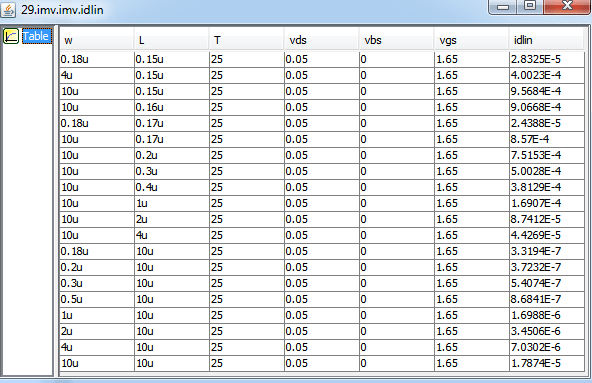 29.imv.imv.idlin
Table
w L T vds vbs vgs idlin
0.18u 0.15u 25 0.05 0 1.65 2.8325E-5
4u 0.15u 25 0.05 0 1.65 4.0023E-4
10u 0.15u 25 0.05 0 1.65 9.5684E-4
10u 0.16u 25 0.05 0 1.65 9.0668E-4
0.18u 0.17u 25 0.05 0 1.65 2.4388E-5
10u 0.17u 25 0.05 0 1.65 8.57E-4
10u 0.2u 25 0.05 0 1.65 7.5153E-4
10u 0.3u 25 0.05 0 1.65 5.0028E-4
10u 0.4u 25 0.05 0 1.65 3.8129E-4
10u 1u 25 0.05 0 1.65 1.6907E-4
10u 2u 25 0.05 0 1.65 8.7412E-5
10u 4u 25 0.05 0 1.65 4.4269E-5
0.18u 10u 25 0.05 0 1.65 3.3194E-7
0.2u 10u 25 0.05 0 1.65 3.7232E-7
0.3u 10u 25 0.05 0 1.65 5.4074E-7
0.5u 10u 25 0.05 0 1.65 8.6841E-7
1u 10u 25 0.05 0 1.65 1.6988E-6
2u 10u 25 0.05 0 1.65 3.4506E-6
4u 10u 25 0.05 0 1.65 7.0302E-6
10u 10u 25 0.05 0 1.65 1.7874E-5